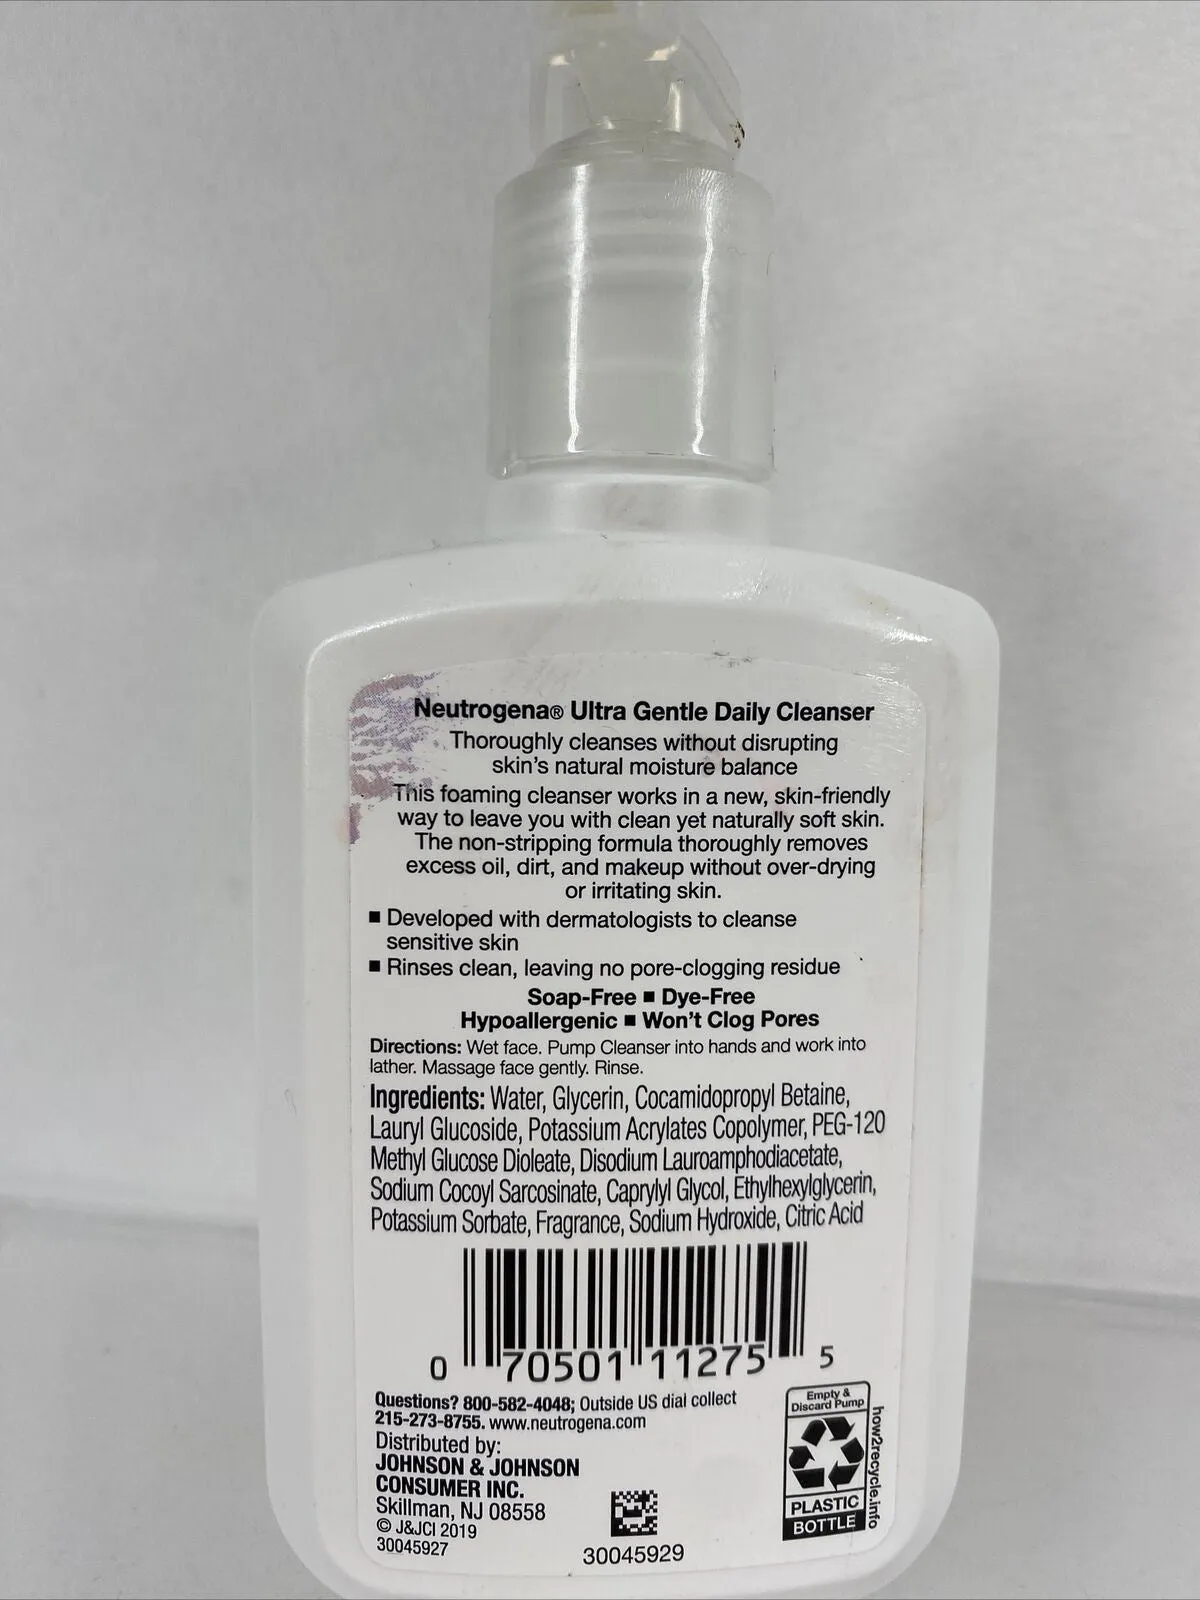 Neutrogena® Ultra Gentle Daily Cleanser
Thoroughly cleanses without disrupting
skin's natural moisture balance
This foaming cleanser works in a new, skin-friendly
way to leave you with clean yet naturally soft skin.
The non-stripping formula thoroughly removes
excess oil, dirt, and makeup without over-drying
or irritating skin.
■ Developed with dermatologists to cleanse
sensitive skin
■ Rinses clean, leaving no pore-clogging residue
Soap-Free ■ Dye-Free
Hypoallergenic ■ Won't Clog Pores
Directions: Wet face. Pump Cleanser into hands and work into
lather. Massage face gently. Rinse.
Ingredients: Water, Glycerin, Cocamidopropyl Betaine,
Lauryl Glucoside, Potassium Acrylates Copolymer, PEG-120
Methyl Glucose Dioleate, Disodium Lauroamphodiacetate,
Sodium Cocoyl Sarcosinate, Caprylyl Glycol, Ethylhexylglycerin,
Potassium Sorbate, Fragrance, Sodium Hydroxide, Citric Acid
0 70501 11275 5
Questions? 800-582-4048; Outside US dial collect
215-273-8755. www.neutrogena.com
Distributed by:
JOHNSON & JOHNSON
CONSUMER INC.
Skillman, NJ 08558
© J&JCI 2019
30045927
30045929
Empty &
Discard Pump
PLASTIC
BOTTLE
how2recycle.info